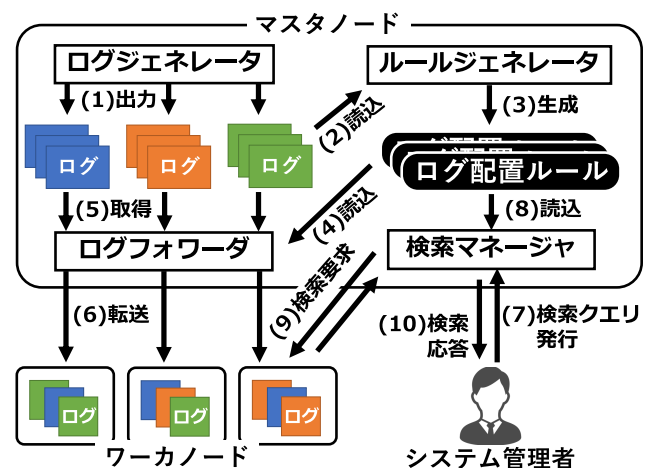 マスタノード
ログジェネレータ
ルールジェネレータ
(1)出力
(2)読込
(3)生成
ログ
ログ
ログ
ログ配置ルール
(5)取得
(4)読込
(8)読込
ログフォワーダ
検索マネージャ
(6)転送
(9)検索要求
(10)検索
応答
(7)検索クエリ
発行
ログ
ログ
ログ
ワーカノード
システム管理者